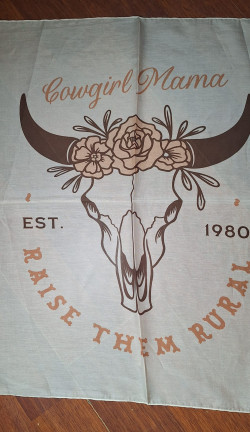 Cowgirl Mama
EST. 1980
RAISE THEM RURAL